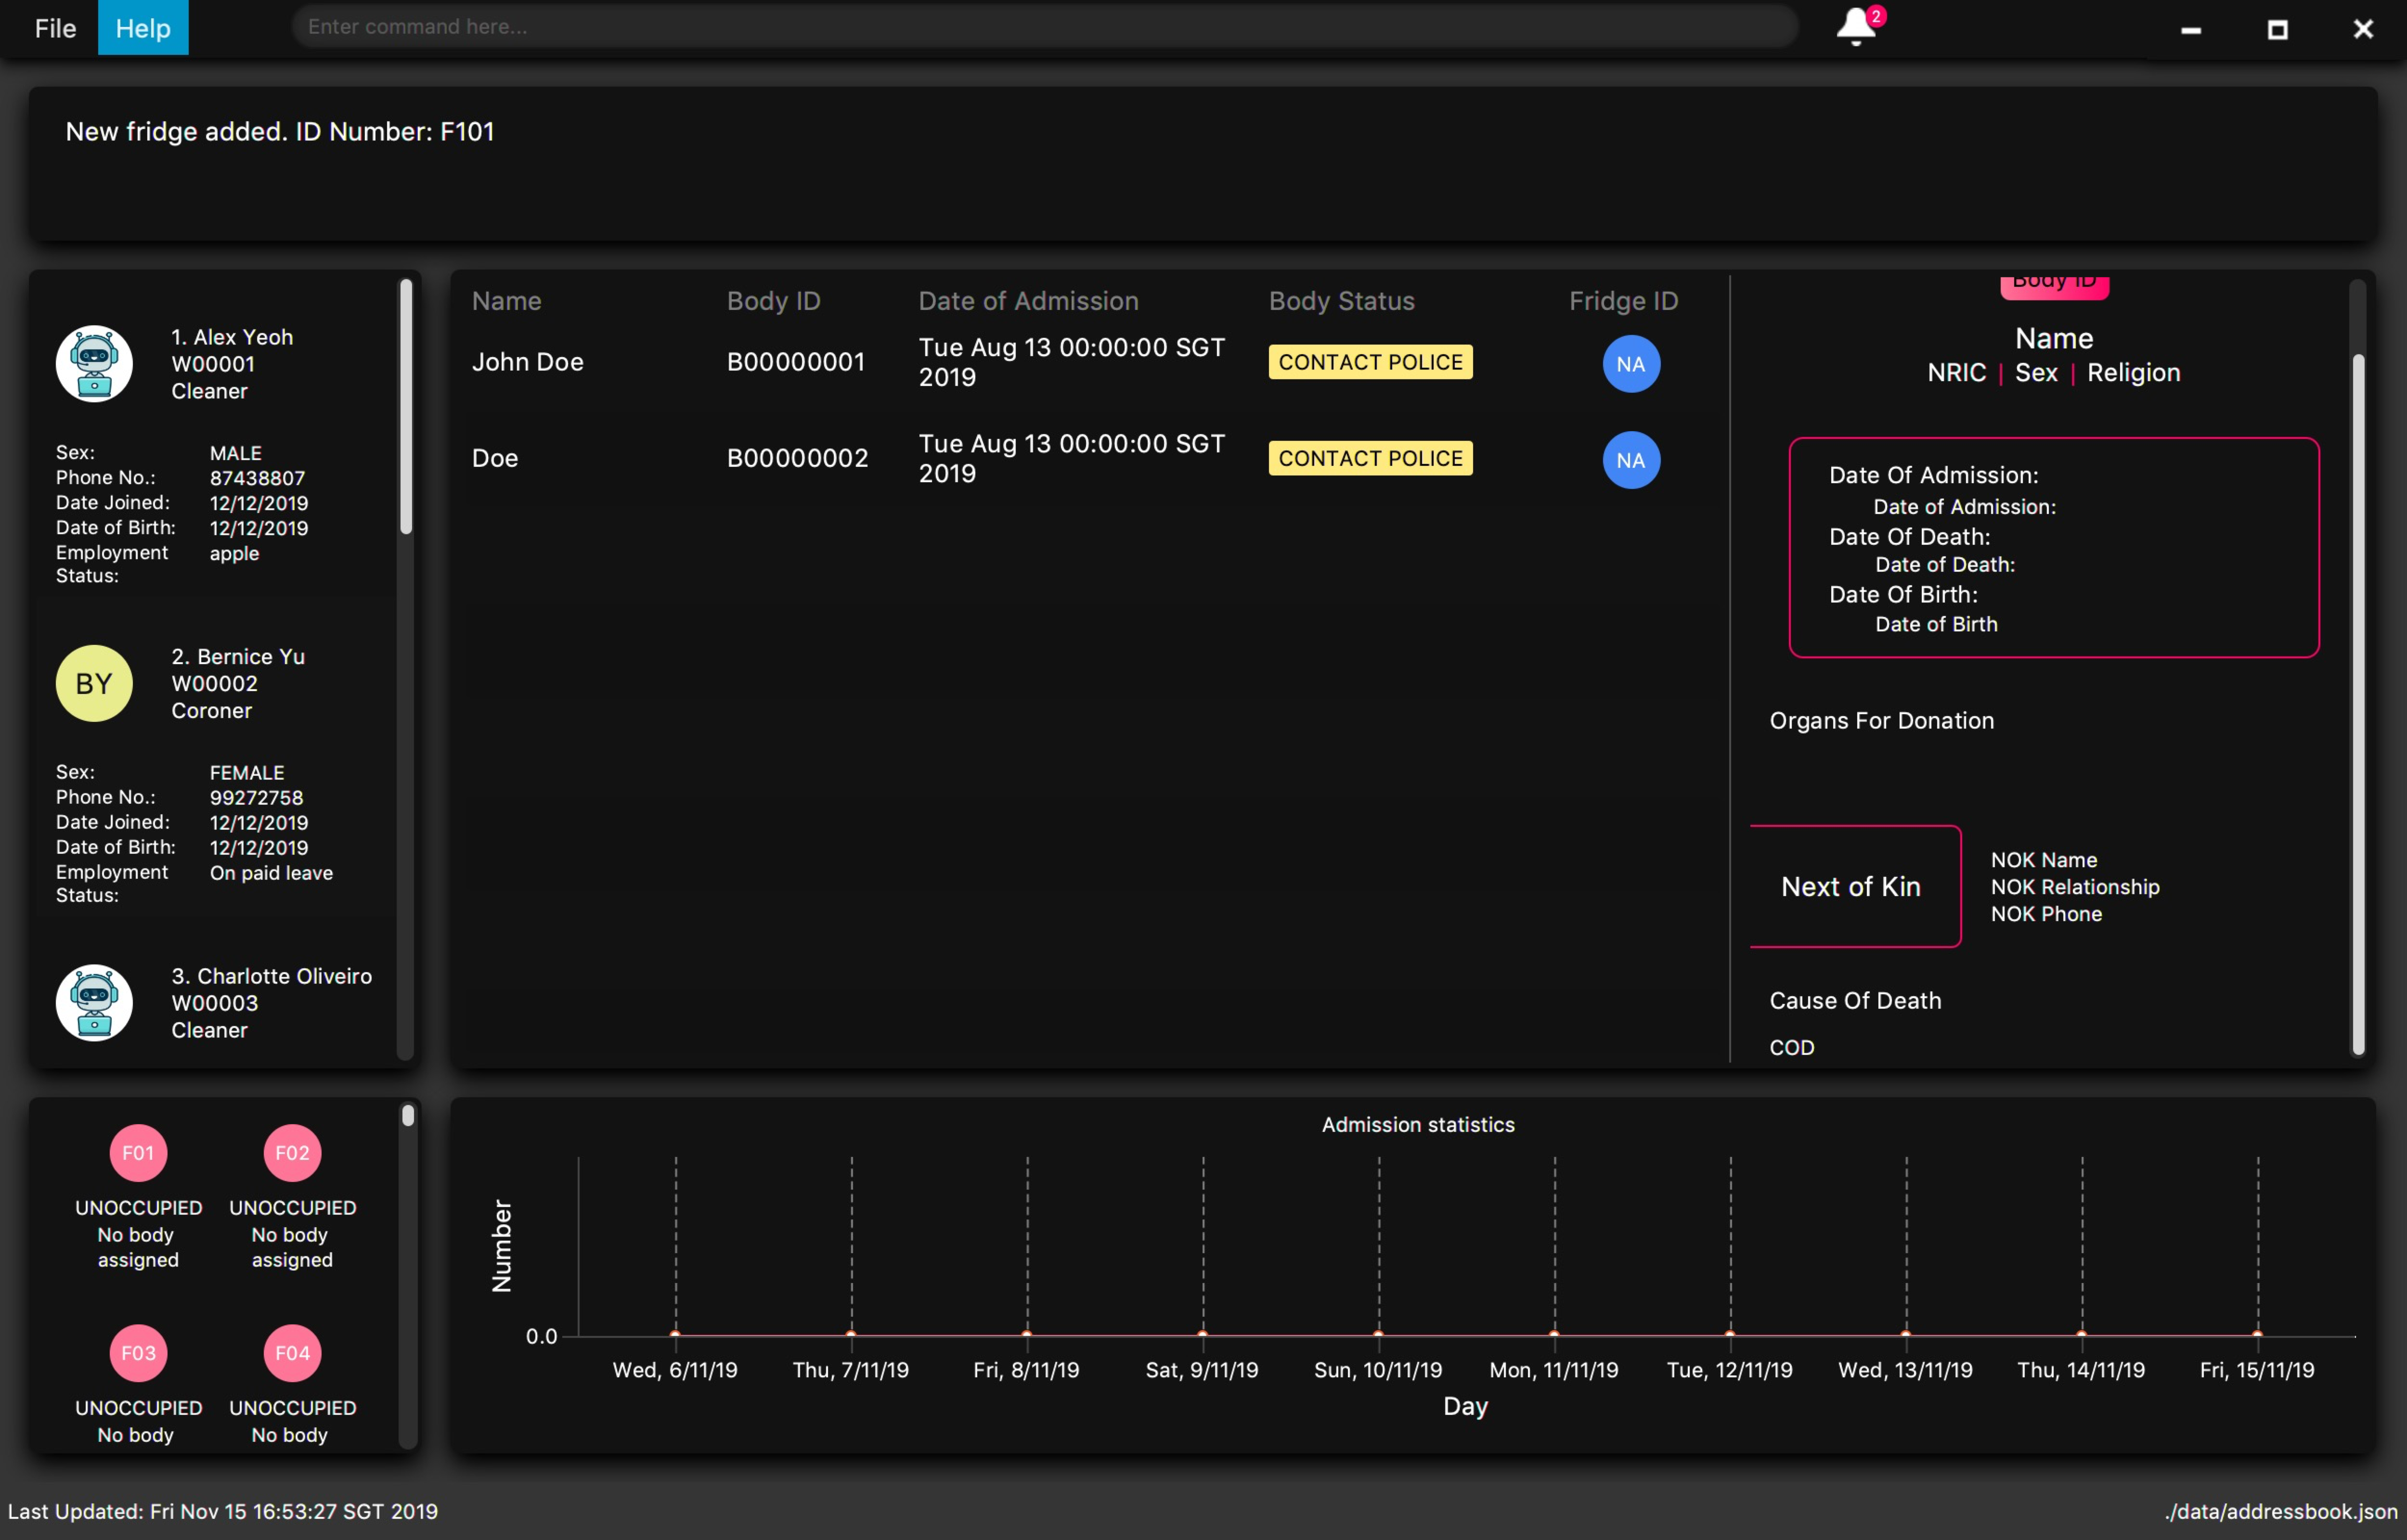 File Help Enter command here... 2
New fridge added. ID Number: F101
1. Alex Yeoh
W00001
Cleaner
Sex: MALE
Phone No.: 87438807
Date Joined: 12/12/2019
Date of Birth: 12/12/2019
Employment Status: apple
BY
2. Bernice Yu
W00002
Coroner
Sex: FEMALE
Phone No.: 99272758
Date Joined: 12/12/2019
Date of Birth: 12/12/2019
Employment Status: On paid leave
3. Charlotte Oliveiro
W00003
Cleaner
Name Body ID Date of Admission Body Status Fridge ID
John Doe B00000001 Tue Aug 13 00:00:00 SGT 2019 CONTACT POLICE NA
Doe B00000002 Tue Aug 13 00:00:00 SGT 2019 CONTACT POLICE NA
Body ID
Name
NRIC | Sex | Religion
Date Of Admission:
Date of Admission:
Date Of Death:
Date of Death:
Date Of Birth:
Date of Birth
Organs For Donation
Next of Kin
NOK Name
NOK Relationship
NOK Phone
Cause Of Death
COD
F01 F02
UNOCCUPIED UNOCCUPIED
No body No body
assigned assigned
F03 F04
UNOCCUPIED UNOCCUPIED
No body No body
Admission statistics
Number
0.0
Wed, 6/11/19 Thu, 7/11/19 Fri, 8/11/19 Sat, 9/11/19 Sun, 10/11/19 Mon, 11/11/19 Tue, 12/11/19 Wed, 13/11/19 Thu, 14/11/19 Fri, 15/11/19
Day
Last Updated: Fri Nov 15 16:53:27 SGT 2019 ./data/addressbook.json